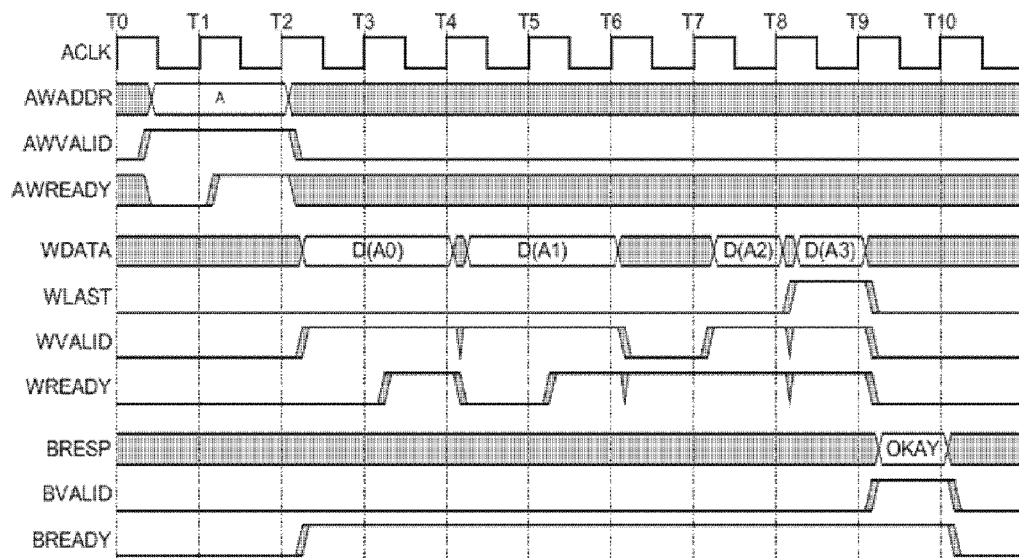 T0 T1 T2 T3 T4 T5 T6 T7 T8 T9 T10
ACLK
AWADDR A
AWVALID
AWREADY
WDATA D(A0) D(A1) D(A2) D(A3)
WLAST
WVALID
WREADY
BRESP OKAY
BVALID
BREADY